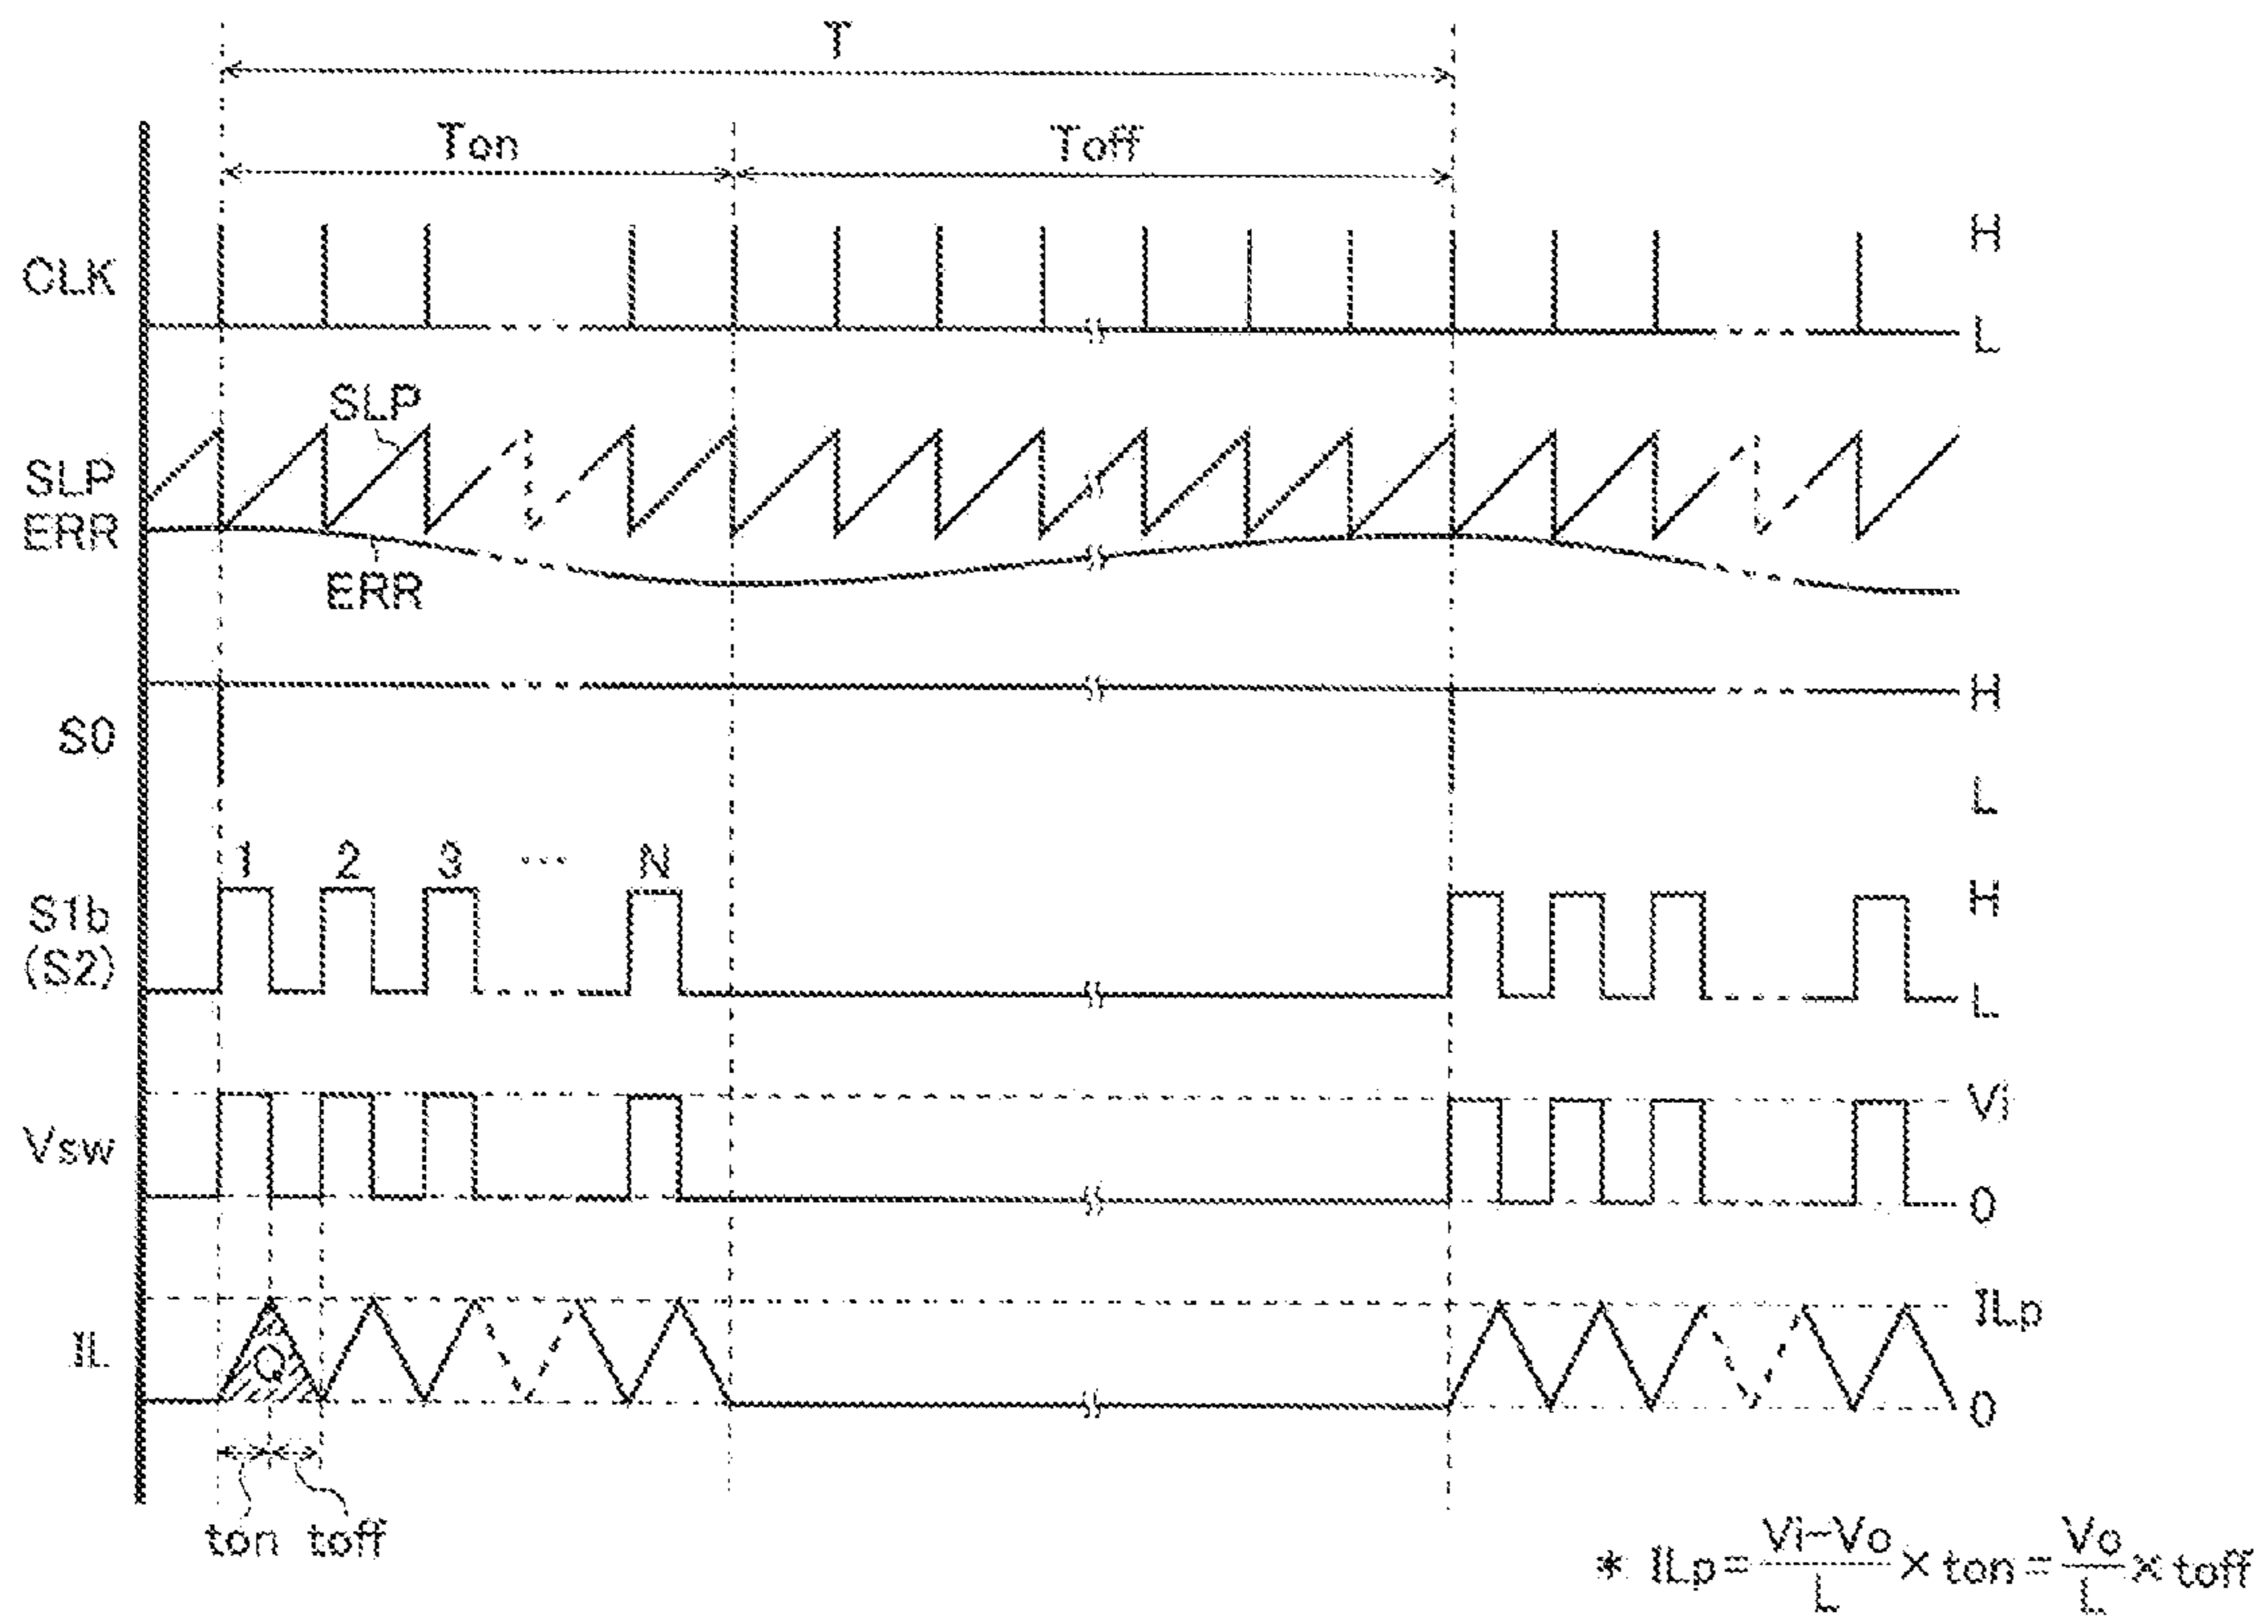 T
Ton Toff
CLK H
L
SLP
SLP
ERR
ERR
S0 H
L
1 2 3 ... N
S1b H
(S2) L
Vsw Vi
0
IL ILp
Q
0
ton toff
* ILp = Vi-Vo/L × ton = Vo/L × toff